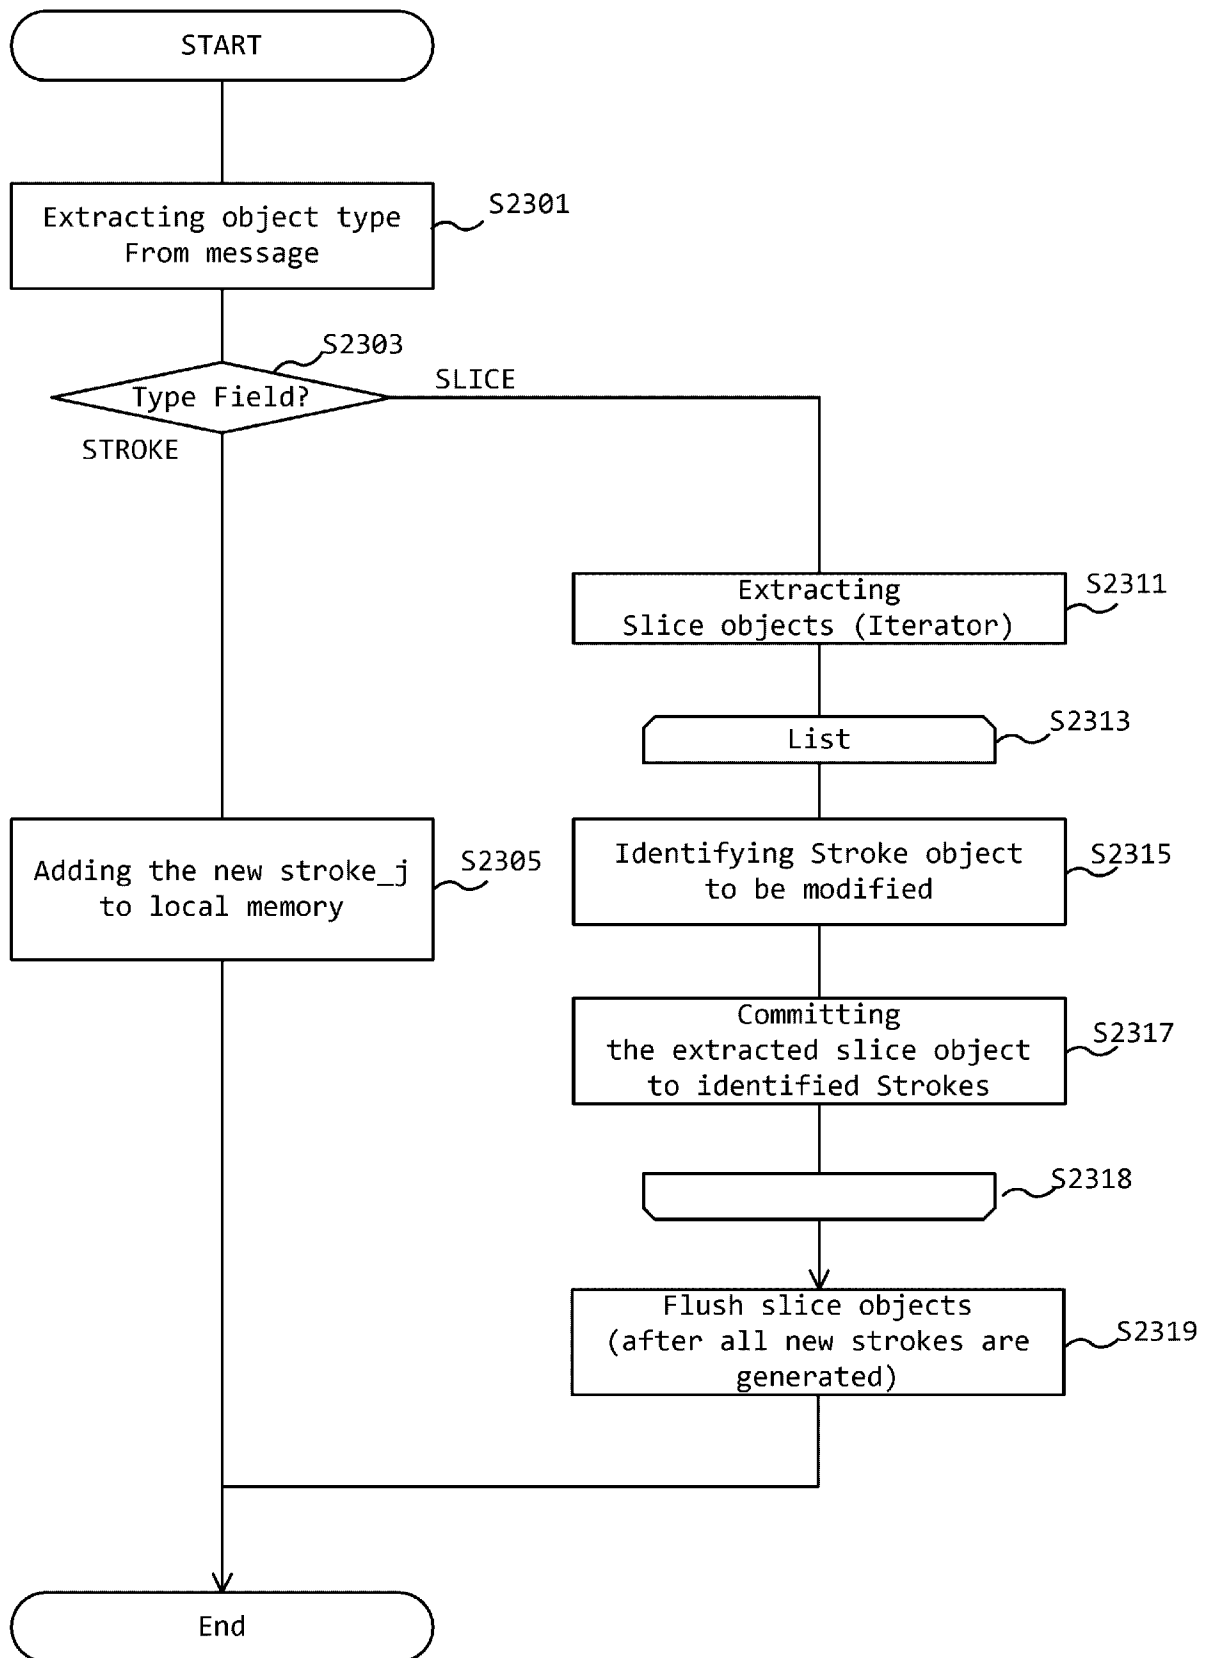 START
Extracting object type
From message
S2301
S2303
Type Field?
SLICE
STROKE
Extracting
Slice objects (Iterator)
S2311
List
S2313
Adding the new stroke_j
to local memory
S2305
Identifying Stroke object
to be modified
S2315
Committing
the extracted slice object
to identified Strokes
S2317
S2318
Flush slice objects
(after all new strokes are
generated)
S2319
End